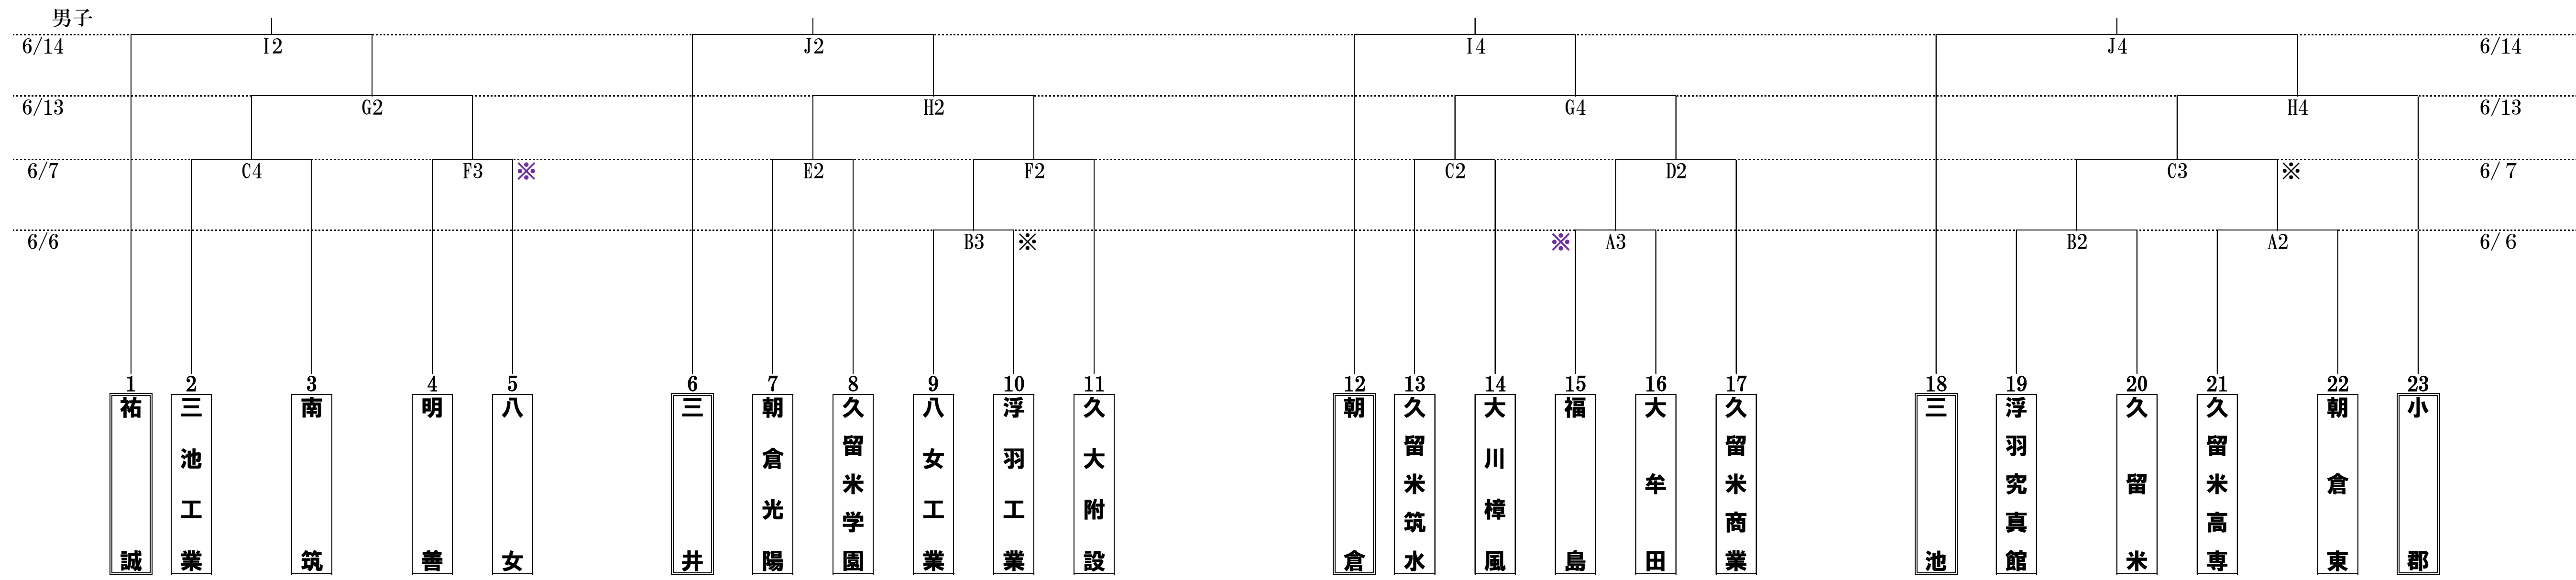 男子
6/14 I2 J2 I4 J4 6/14
6/13 G2 H2 G4 H4 6/13
6/7 C4 F3 ※ E2 F2 C2 D2 C3 ※ 6/ 7
6/6 B3 ※ ※ A3 B2 A2 6/ 6
1 2 3 4 5 6 7 8 9 10 11 12 13 14 15 16 17 18 19 20 21 22 23
祐誠
三池工業
南筑
明善
八女
三井
朝倉光陽
久留米学園
八女工業
浮羽工業
久大附設
朝倉
久留米筑水
大川樟風
福島
大牟田
久留米商業
三池
浮羽究真館
久留米
久留米高専
朝倉東
小郡